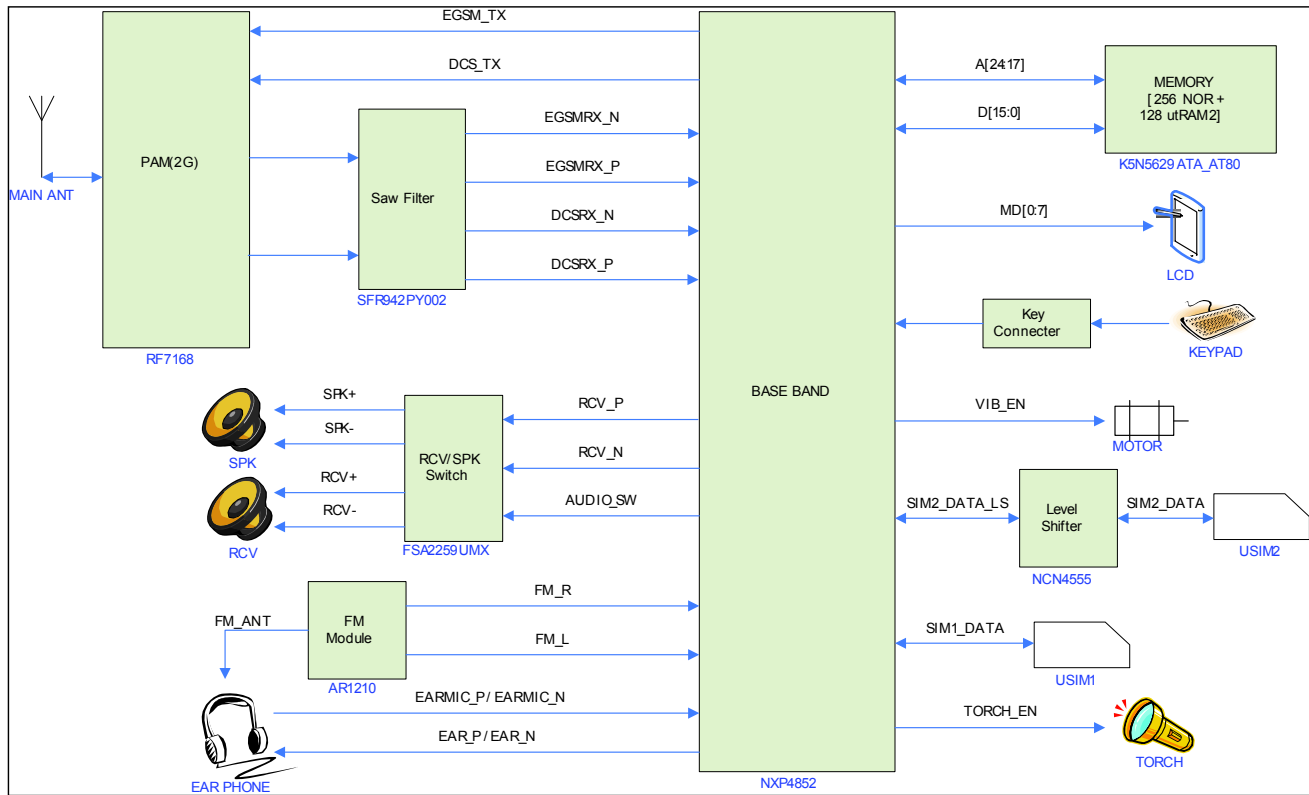 EGSM_TX
DCS_TX
MAIN ANT
PAM(2G)
RF7168
Saw Filter
SFR942PY002
EGSMRX_N
EGSMRX_P
DCSRX_N
DCSRX_P
SPK+
SPK-
SPK
RCV+
RCV-
RCV
RCV/SPK
Switch
FSA2259UMX
RCV_P
RCV_N
AUDIO_SW
FM_ANT
FM
Module
AR1210
FM_R
FM_L
EARMIC_P/ EARMIC_N
EAR_P/ EAR_N
EAR PHONE
BASE BAND
NXP4852
A[24:17]
D[15:0]
MEMORY
[ 256 NOR +
128 utRAM2]
K5N5629 ATA_AT80
MD[0:7]
LCD
Key
Connecter
KEYPAD
VIB_EN
MOTOR
SIM2_DATA_LS
Level
Shifter
NCN4555
SIM2_DATA
USIM2
SIM1_DATA
USIM1
TORCH_EN
TORCH